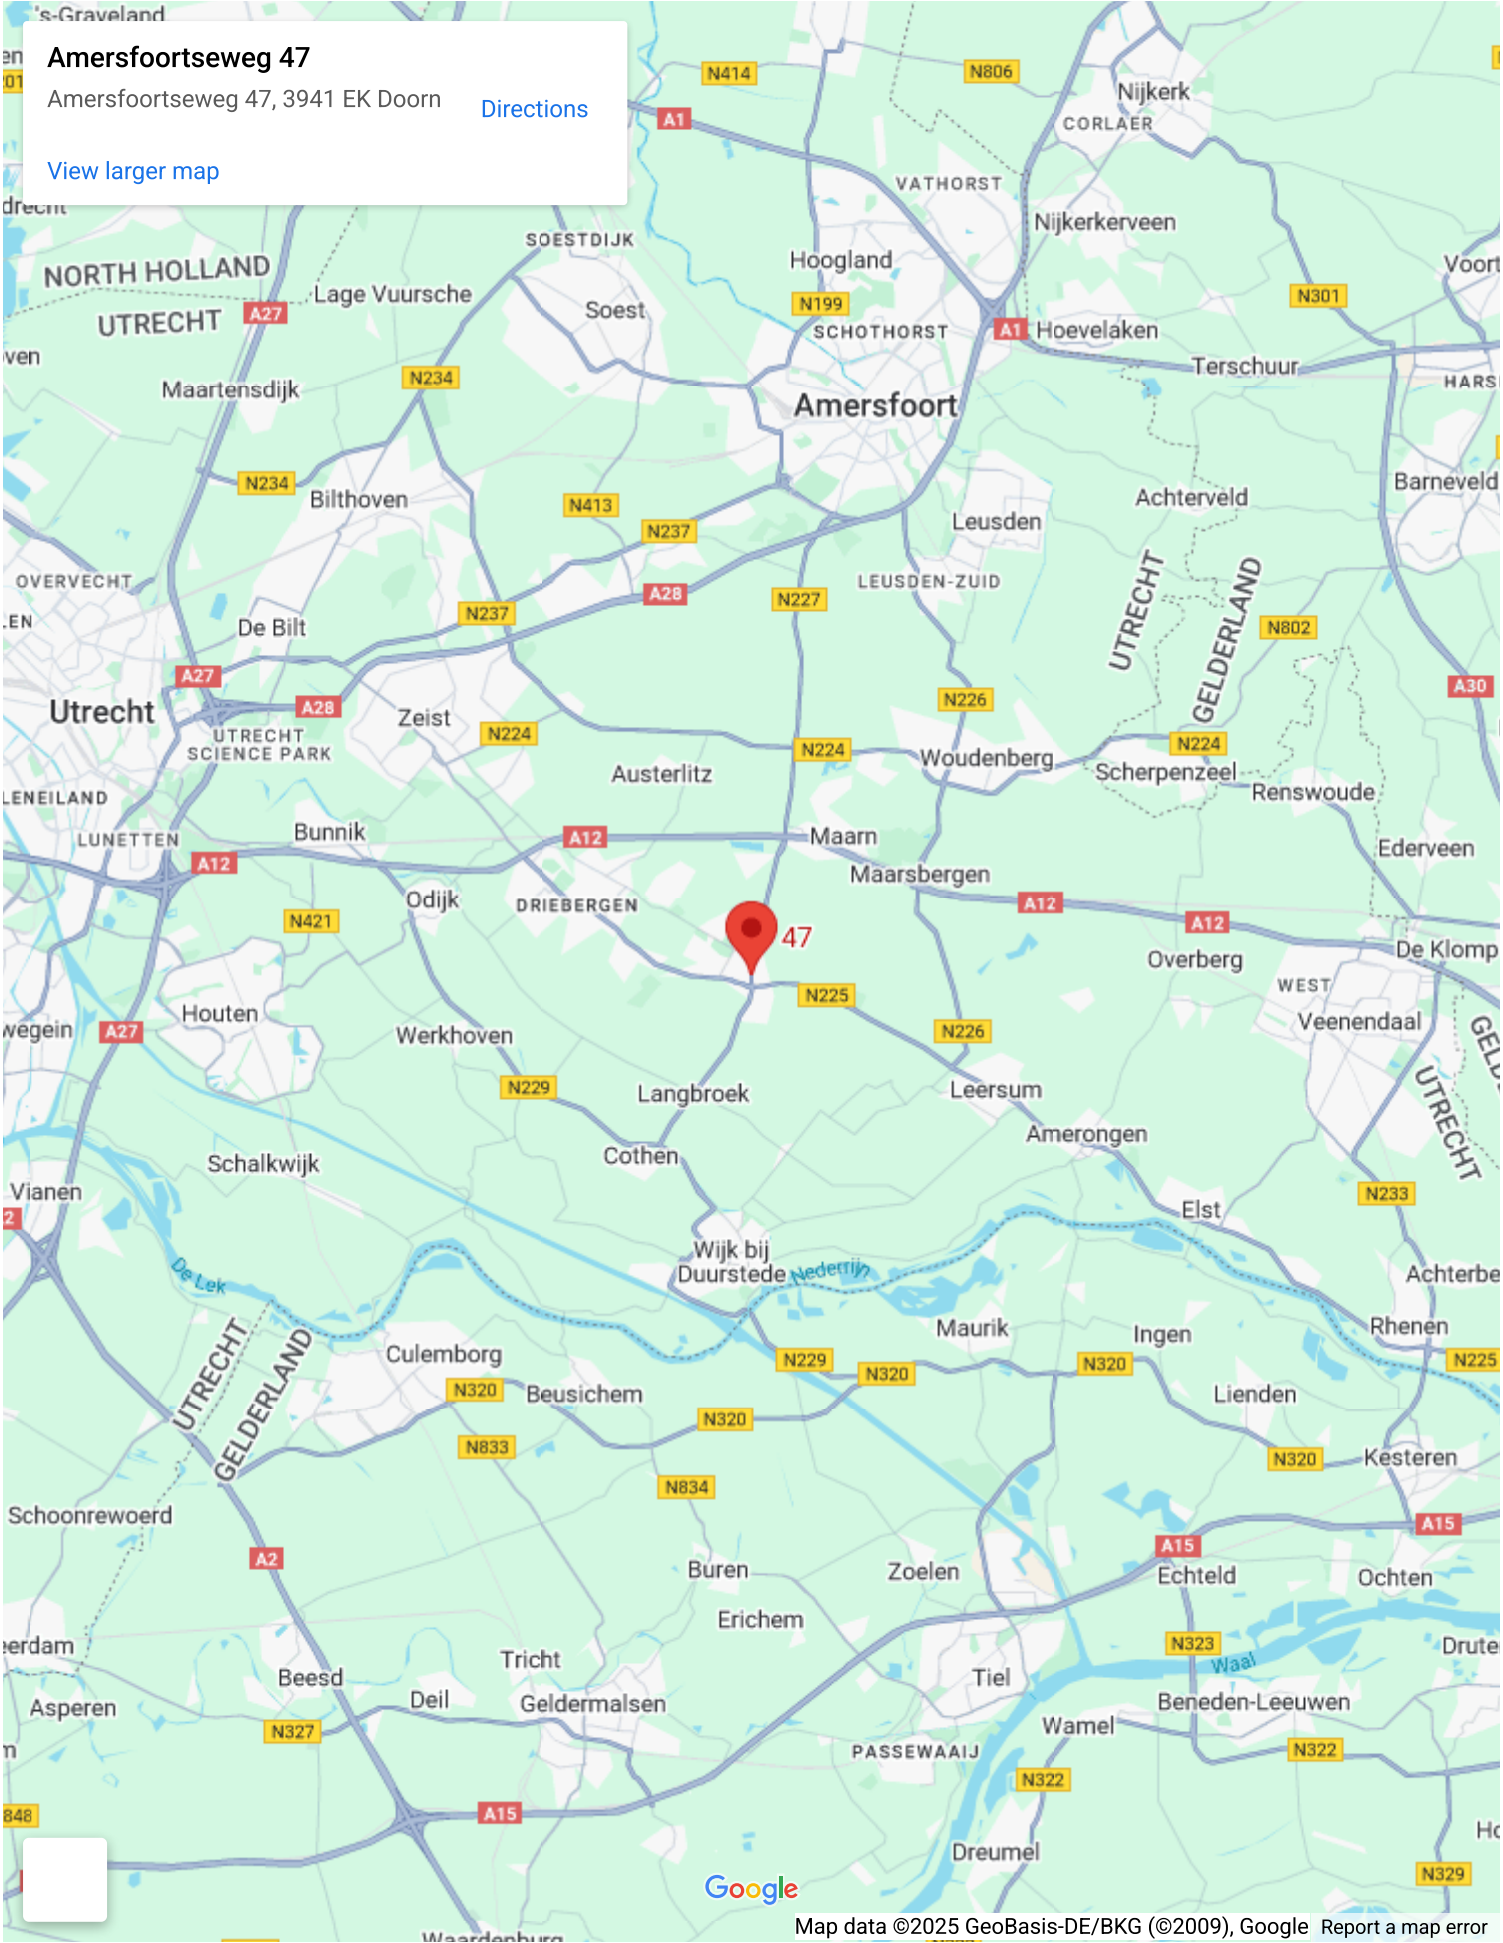 's-Graveland
Amersfoortseweg 47
Amersfoortseweg 47, 3941 EK Doorn
Directions
View larger map
N414
N806
A1
Nijkerk
CORLAER
VATHORST
Nijkerkerveen
SOESTDIJK
Hoogland
NORTH HOLLAND
Lage Vuursche
UTRECHT
A27
Soest
N199
N301
SCHOTHORST
A1
Hoevelaken
Terschuur
N234
Maartensdijk
Amersfoort
N234
Bilthoven
N413
N237
Leusden
Achterveld
Barneveld
OVERVECHT
A28
N227
LEUSDEN-ZUID
UTRECHT
GELDERLAND
N237
De Bilt
N802
A27
A28
Utrecht
UTRECHT
SCIENCE PARK
Zeist
N224
N226
A30
N224
Woudenberg
N224
Scherpenzeel
Austerlitz
Renswoude
LUNETTEN
Bunnik
A12
A12
Maarn
Maarsbergen
Ederveen
Odijk
DRIEBERGEN
N421
47
A12
A12
De Klomp
Overberg
WEST
N225
Houten
Veenendaal
A27
Werkhoven
N226
N229
Langbroek
Leersum
UTRECHT
Amerongen
Cothen
Schalkwijk
Vianen
N233
Elst
De Lek
Wijk bij
Duurstede
Nederrijn
Rhenen
UTRECHT
GELDERLAND
Culemborg
Maurik
Ingen
N229
N320
N320
N225
N320
Beusichem
Lienden
N320
N833
N320
Kesteren
N834
Schoonrewoerd
A15
A2
A15
Buren
Zoelen
Echteld
Ochten
Erichem
N323
Waal
Tricht
Beesd
Tiel
Deil
Geldermalsen
Beneden-Leeuwen
Asperen
N327
Wamel
PASSEWAAIJ
N322
N322
A15
Dreumel
N329
Google
Map data ©2025 GeoBasis-DE/BKG (©2009), Google
Report a map error